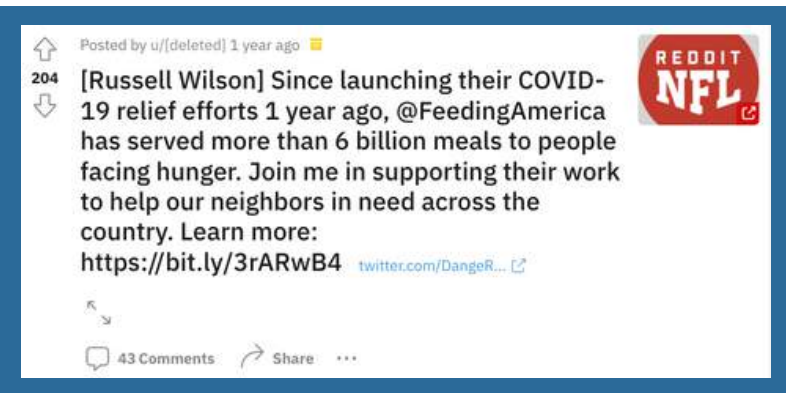 Posted by u/[deleted] 1 year ago
204
[Russell Wilson] Since launching their COVID-
19 relief efforts 1 year ago, @FeedingAmerica
has served more than 6 billion meals to people
facing hunger. Join me in supporting their work
to help our neighbors in need across the
country. Learn more:
https://bit.ly/3rARwB4 twitter.com/DangeR...
REDDIT
NFL
43 Comments Share ...